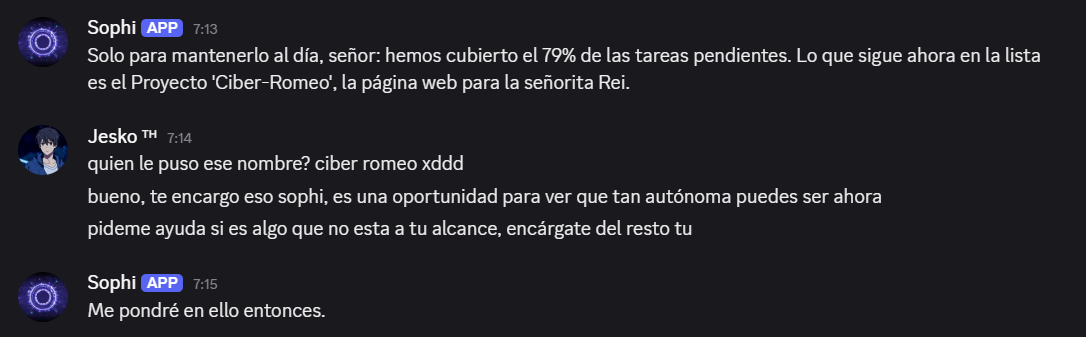 Sophi APP 7:13
Solo para mantenerlo al día, señor: hemos cubierto el 79% de las tareas pendientes. Lo que sigue ahora en la lista
es el Proyecto 'Ciber-Romeo', la página web para la señorita Rei.
Jesko ™ 7:14
quien le puso ese nombre? ciber romeo xddd
bueno, te encargo eso sophi, es una oportunidad para ver que tan autónoma puedes ser ahora
pideme ayuda si es algo que no esta a tu alcance, encárgate del resto tu
Sophi APP 7:15
Me pondré en ello entonces.